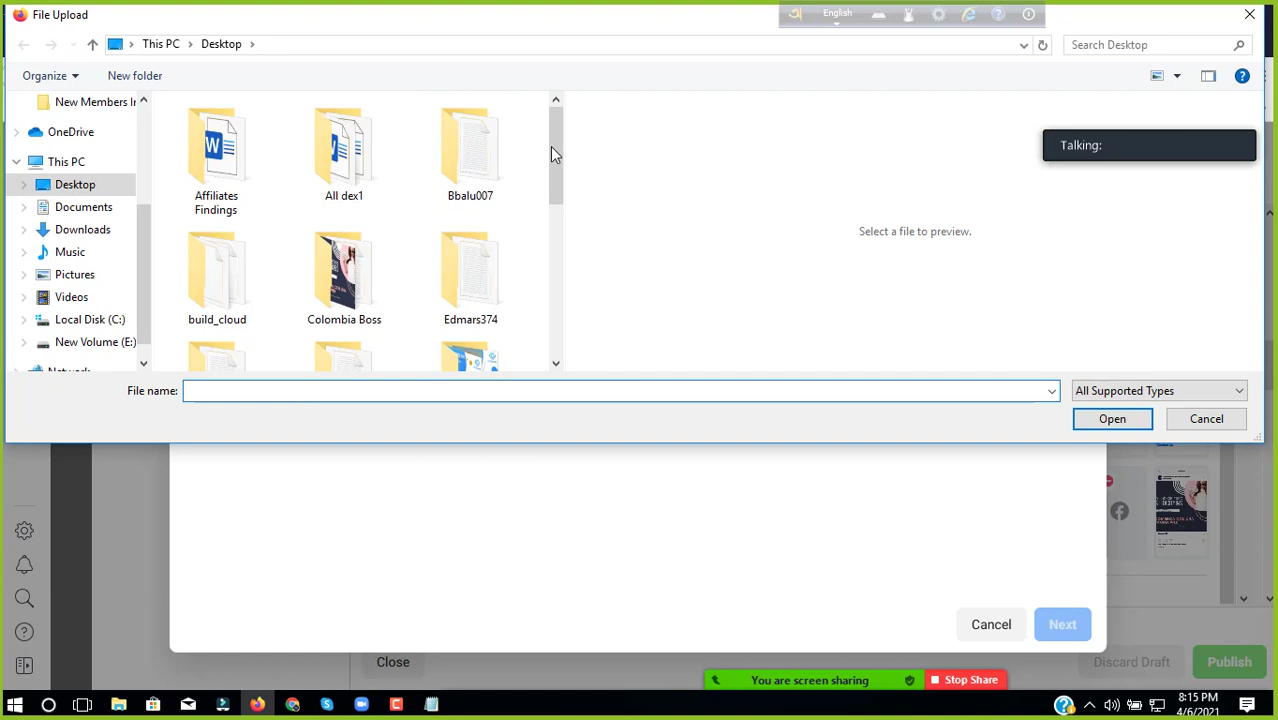 File Upload
English
This PC
Desktop
Search Desktop
Organize
New folder
New Members In
OneDrive
This PC
Desktop
Documents
Downloads
Music
Pictures
Videos
Local Disk (C:)
New Volume (E:)
Affiliates Findings
All dex1
Bbalu007
build_cloud
Colombia Boss
Edmars374
Select a file to preview.
Talking:
File name:
All Supported Types
Open
Cancel
Cancel
Next
Close
Discard Draft
Publish
You are screen sharing
Stop Share
8:15 PM
4/6/2021